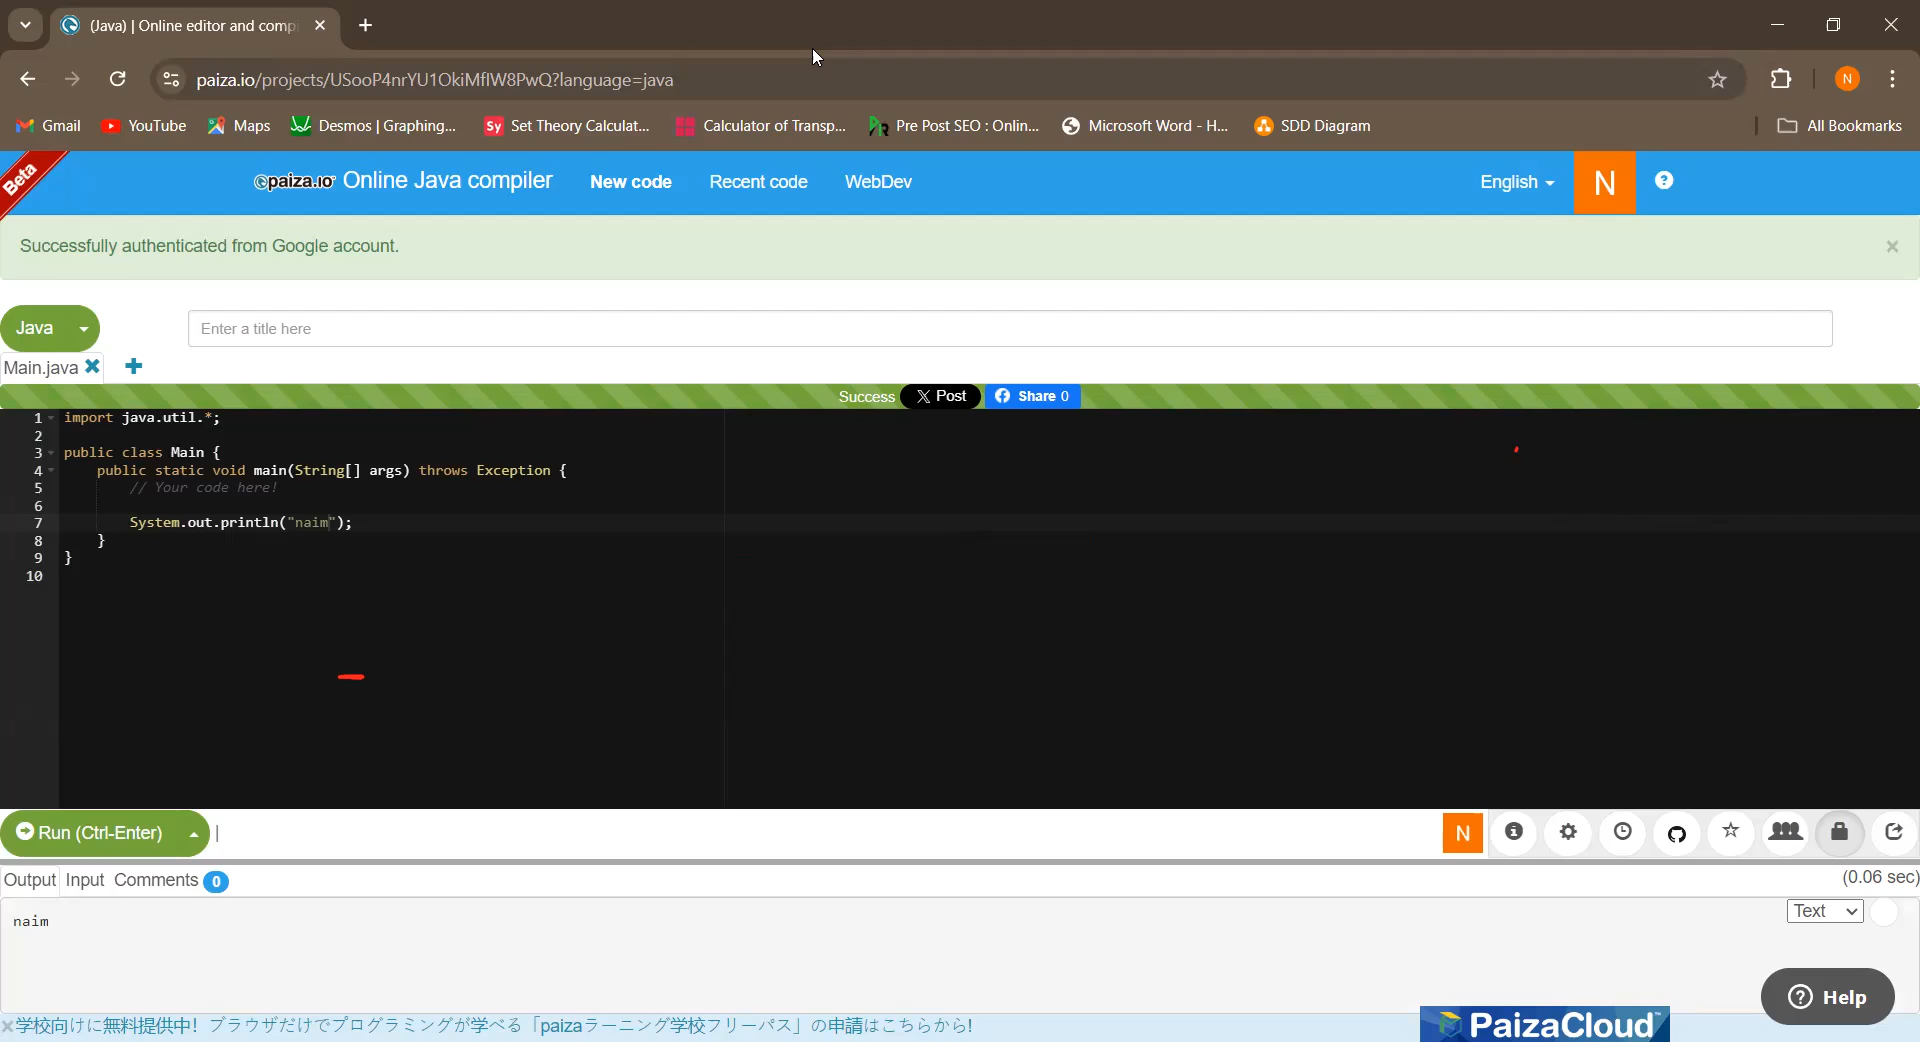 (Java) | Online editor and comp
paiza.io/projects/USooP4nrYU1OkiMfIW8PwQ?language=java
N
Gmail
YouTube
Maps
Desmos | Graphing...
Sy Set Theory Calculat...
Calculator of Transp...
Pre Post SEO : Onlin...
Microsoft Word - H...
SDD Diagram
All Bookmarks
Beta
paiza.IO Online Java compiler
New code
Recent code
WebDev
English
N
?
Successfully authenticated from Google account.
×
Java
Enter a title here
Main.java
Success
X Post
Share 0
1 import java.util.*;
2
3 public class Main {
4 public static void main(String[] args) throws Exception {
5 // Your code here!
6
7 System.out.println("naim");
8 }
9 }
10
Run (Ctrl-Enter)
N
Output Input Comments 0
(0.06 sec)
Text
naim
? Help
×学校向けに無料提供中! ブラウザだけでプログラミングが学べる「paizaラーニング学校フリーパス」の申請はこちらから!
PaizaCloud™